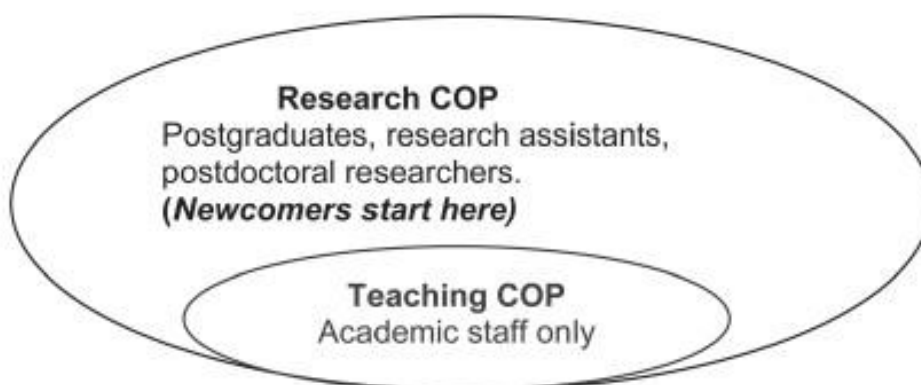 Research COP
Postgraduates, research assistants,
postdoctoral researchers.
(Newcomers start here)
Teaching COP
Academic staff only